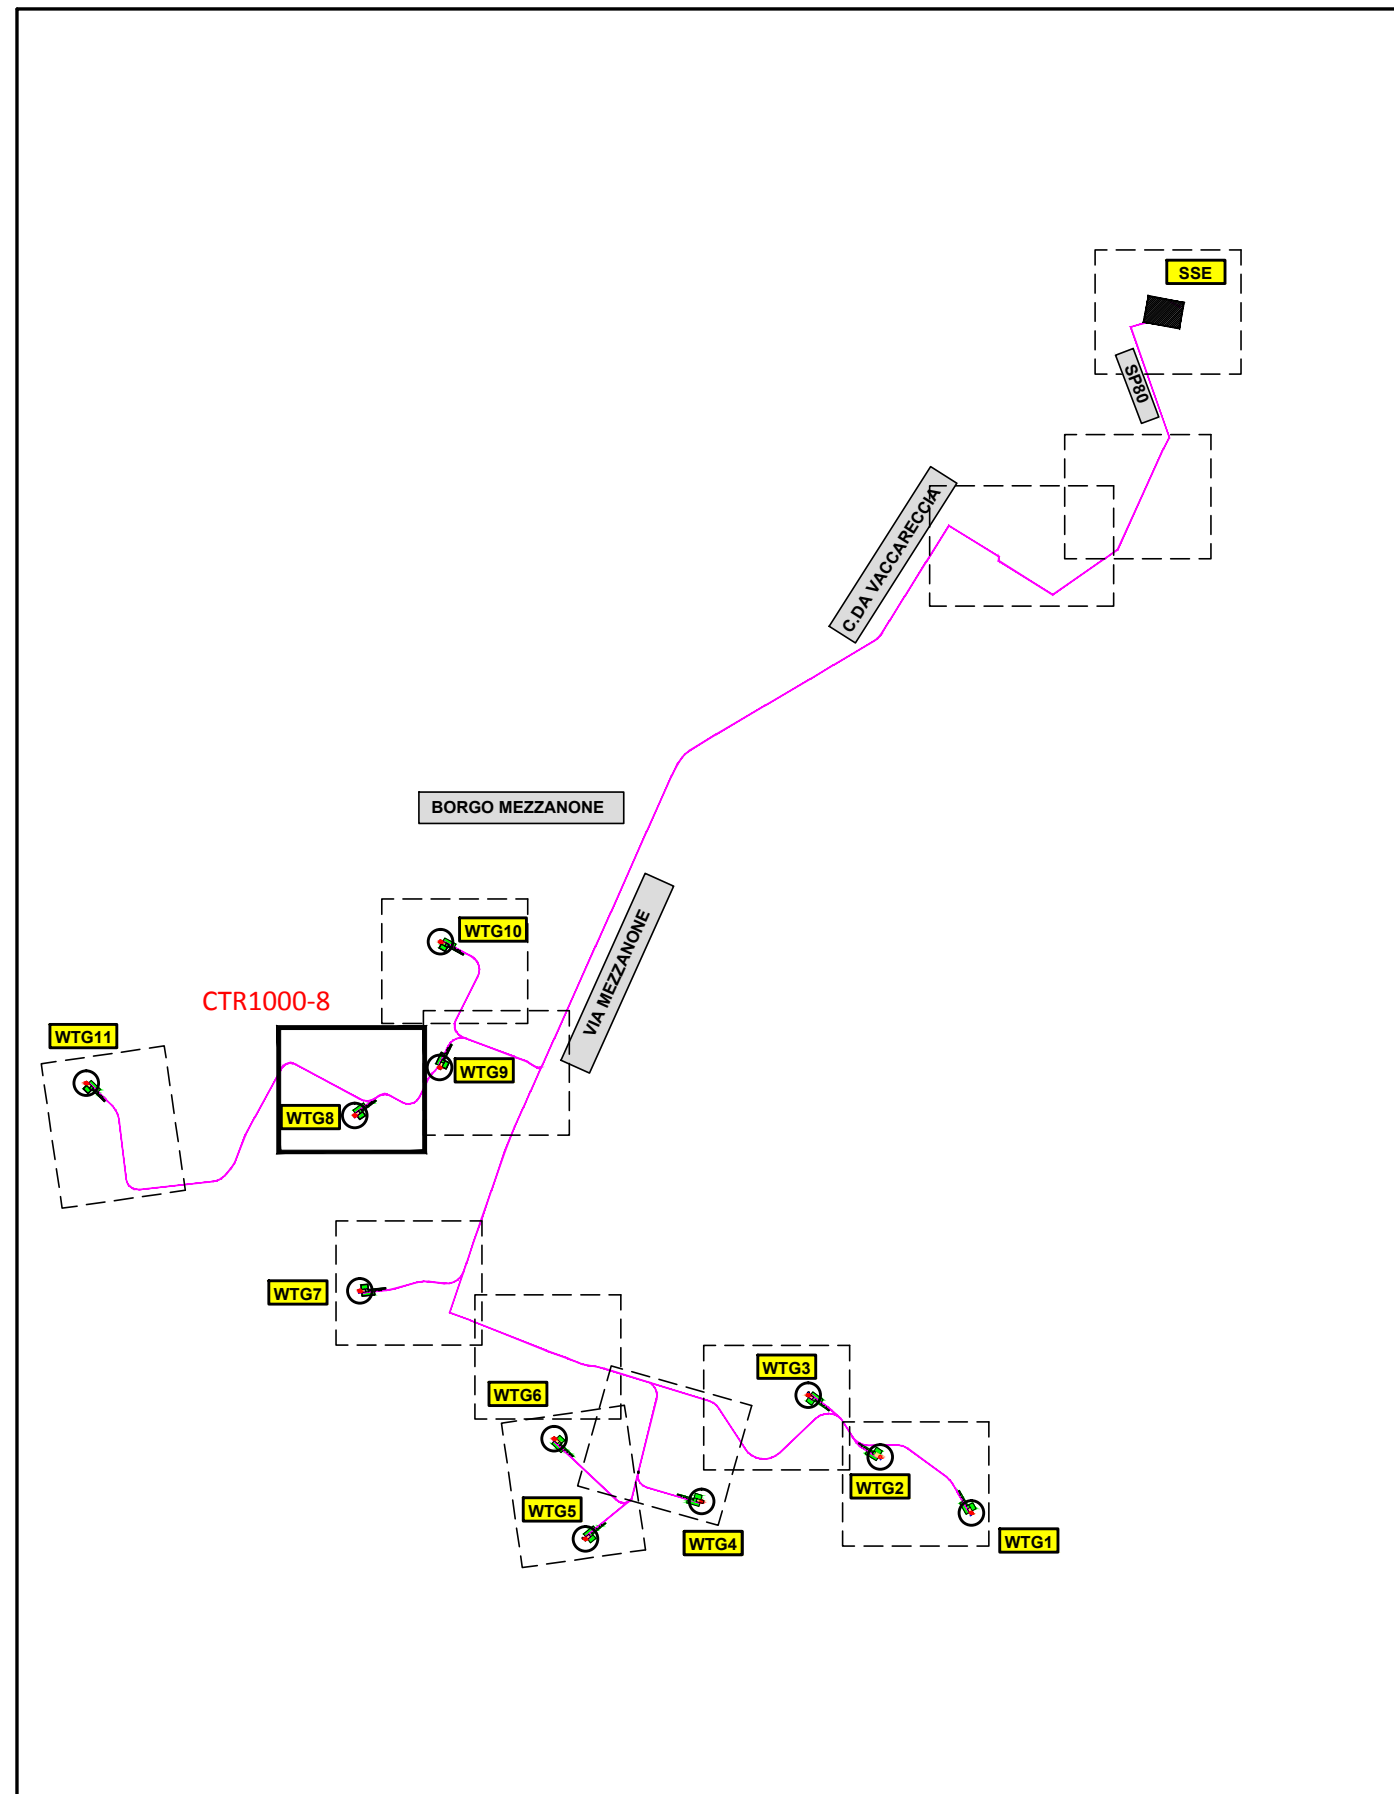 SSE
SP80
C.DA VACCARECCIA
BORGO MEZZANONE
VIA MEZZANONE
WTG10
CTR1000-8
WTG11
WTG9
WTG8
WTG7
WTG3
WTG6
WTG2
WTG5
WTG4
WTG1